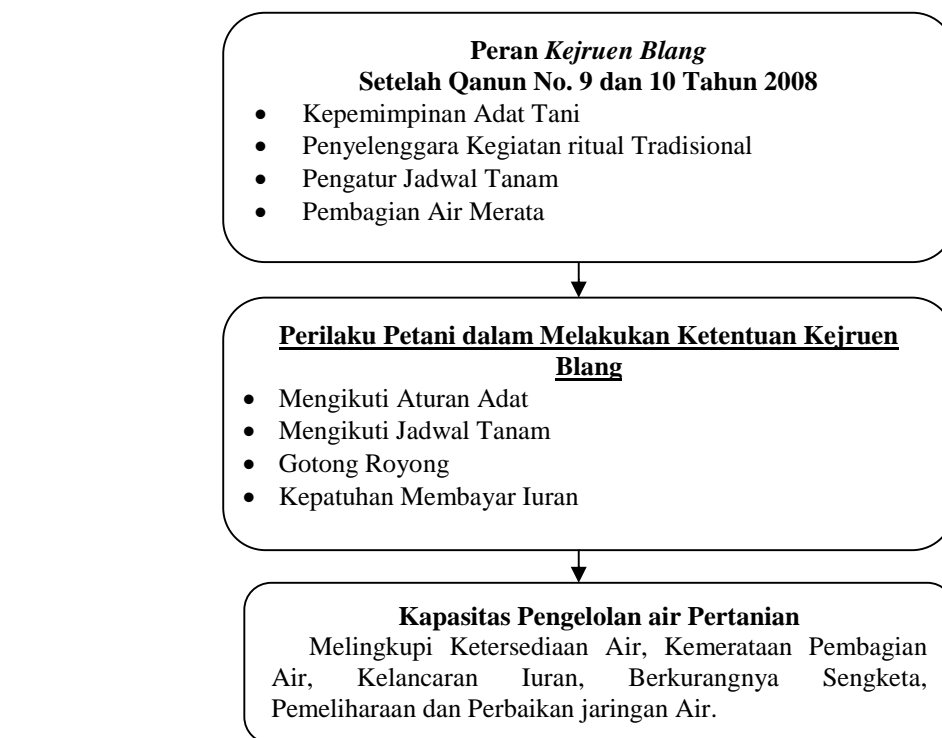 Peran Kejruen Blang
Setelah Qanun No. 9 dan 10 Tahun 2008
• Kepemimpinan Adat Tani
• Penyelenggara Kegiatan ritual Tradisional
• Pengatur Jadwal Tanam
• Pembagian Air Merata
Perilaku Petani dalam Melakukan Ketentuan Kejruen
Blang
• Mengikuti Aturan Adat
• Mengikuti Jadwal Tanam
• Gotong Royong
• Kepatuhan Membayar Iuran
Kapasitas Pengelolan air Pertanian
Melingkupi Ketersediaan Air, Kemerataan Pembagian
Air, Kelancaran Iuran, Berkurangnya Sengketa,
Pemeliharaan dan Perbaikan jaringan Air.